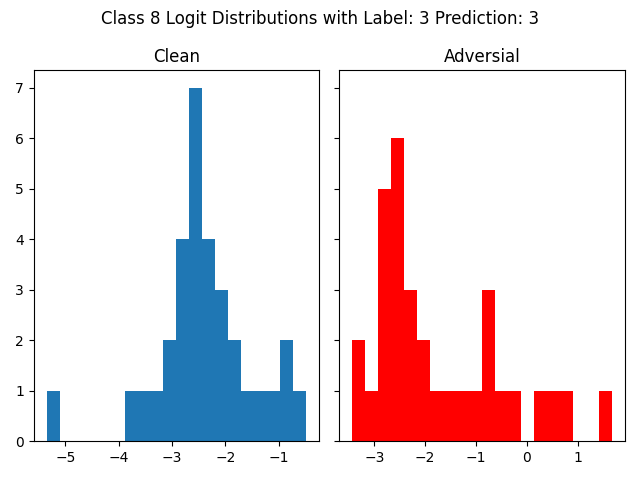 Class 8 Logit Distributions with Label: 3 Prediction: 3
Clean
Adversial
7
6
5
4
3
2
1
0
−5 −4 −3 −2 −1
−3 −2 −1 0 1